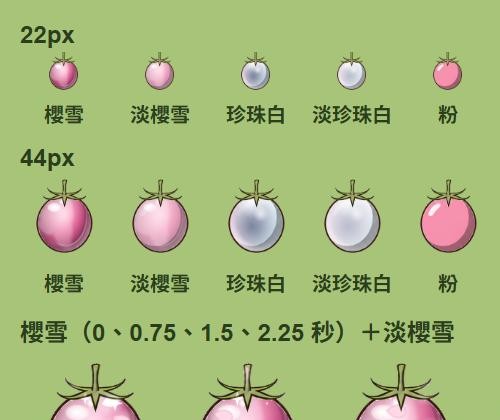 22px
櫻雪 淡櫻雪 珍珠白 淡珍珠白 粉
44px
櫻雪 淡櫻雪 珍珠白 淡珍珠白 粉
櫻雪（0、0.75、1.5、2.25 秒）＋淡櫻雪